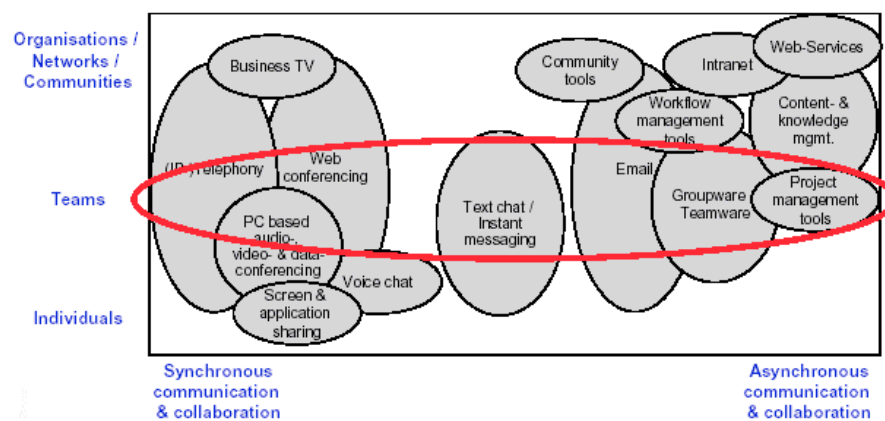 Organisations /
Networks /
Communities
Business TV
Community
tools
Intranet
Web-Services
Workflow
management
tools
Content- &
knowledge
mgmt.
(IP-)Telephony
Web
conferencing
Email
Teams
Text chat /
Instant
messaging
Groupware
Teamware
Project
management
tools
PC based
audio-,
video- & data-
conferencing
Voice chat
Screen &
application
sharing
Individuals
Synchronous
communication
& collaboration
Asynchronous
communication
& collaboration